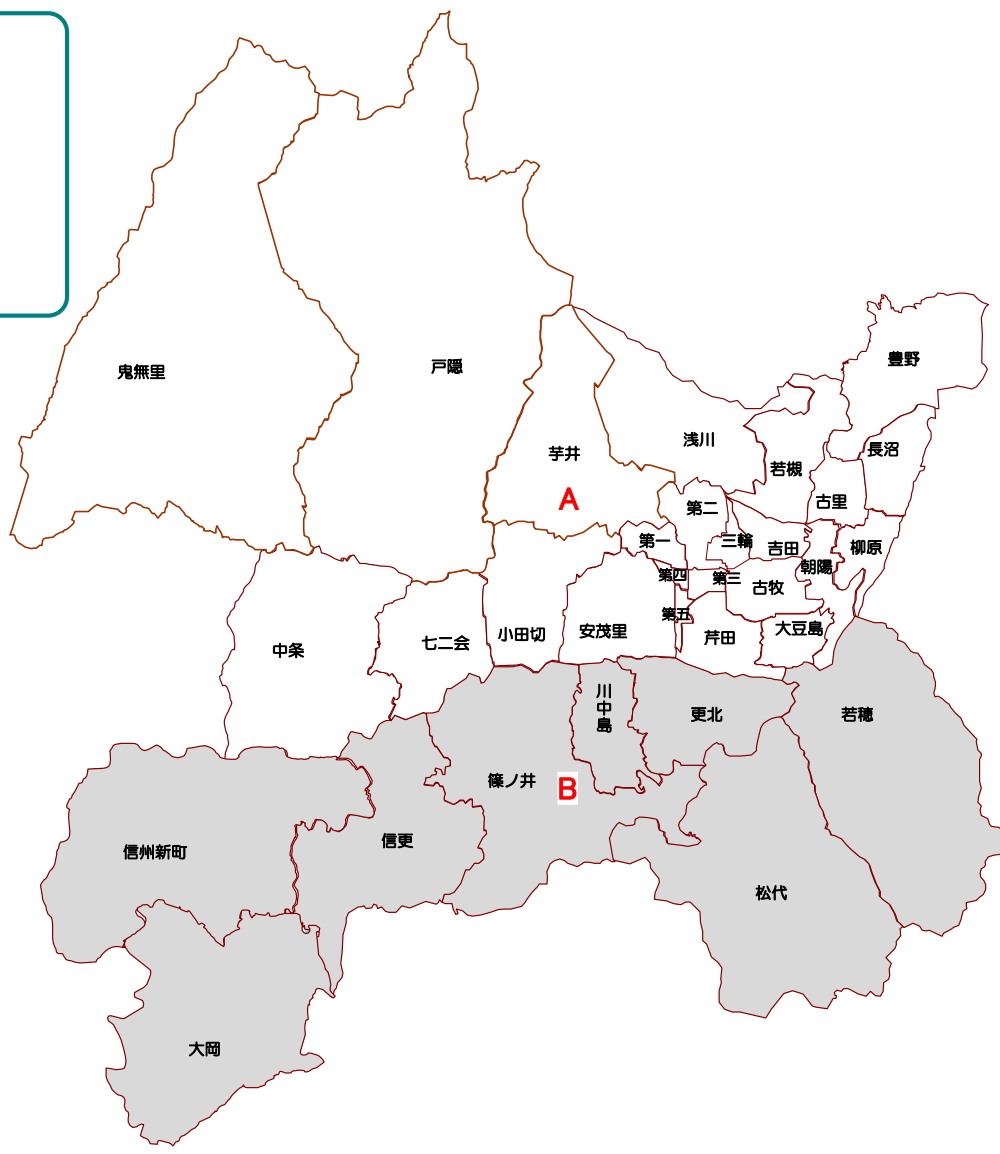 豊野
戸隠
鬼無里
浅川
長沼
芋井
若槻
A
古里
第二
第一
三輪
吉田
柳原
朝陽
第四
第三
古牧
第五
大豆島
小田切
安茂里
芹田
七二会
中条
川中島
更北
若穂
篠ノ井
B
信更
信州新町
松代
大岡